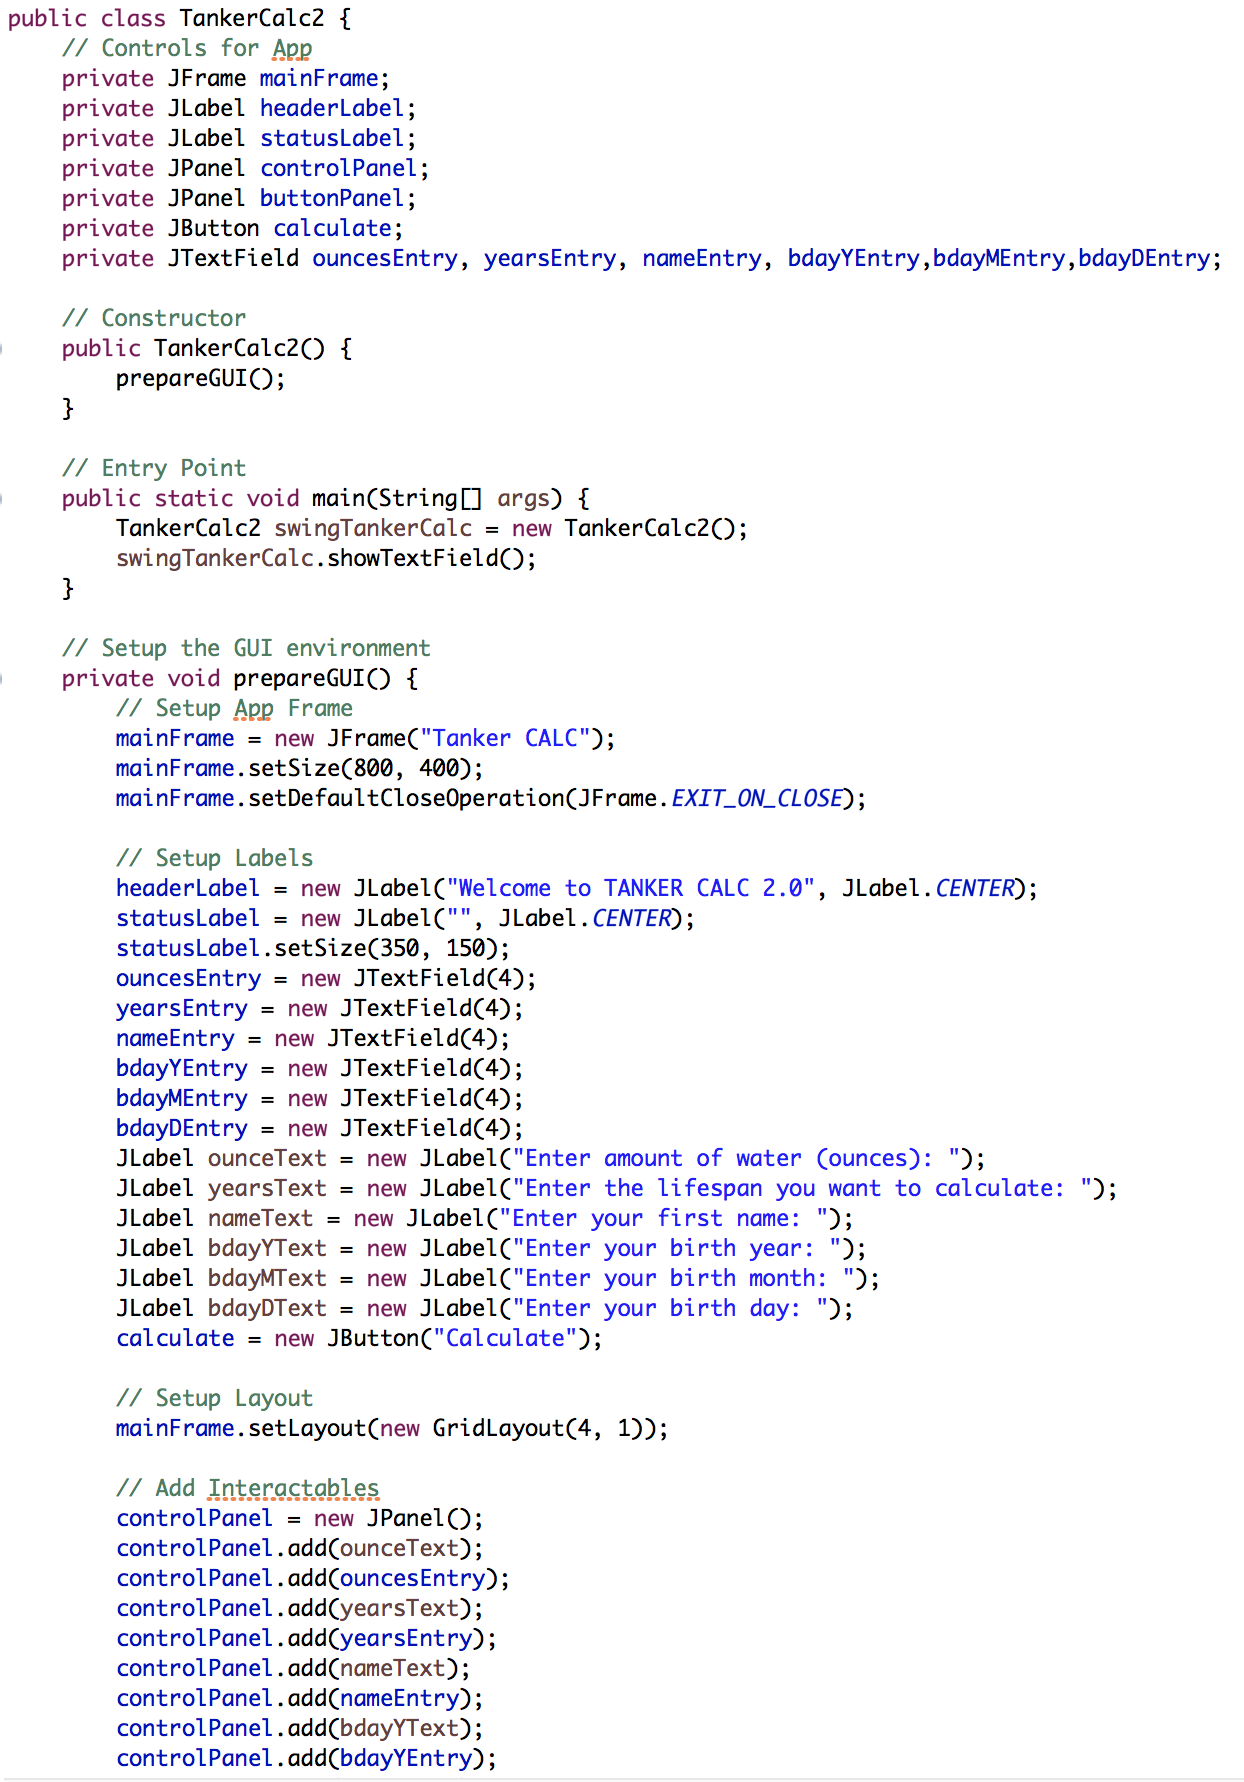 public class TankerCalc2 {
    // Controls for App
    private JFrame mainFrame;
    private JLabel headerLabel;
    private JLabel statusLabel;
    private JPanel controlPanel;
    private JPanel buttonPanel;
    private JButton calculate;
    private JTextField ouncesEntry, yearsEntry, nameEntry, bdayYEntry,bdayMEntry,bdayDEntry;

    // Constructor
    public TankerCalc2() {
        prepareGUI();
    }

    // Entry Point
    public static void main(String[] args) {
        TankerCalc2 swingTankerCalc = new TankerCalc2();
        swingTankerCalc.showTextField();
    }

    // Setup the GUI environment
    private void prepareGUI() {
        // Setup App Frame
        mainFrame = new JFrame("Tanker CALC");
        mainFrame.setSize(800, 400);
        mainFrame.setDefaultCloseOperation(JFrame.EXIT_ON_CLOSE);

        // Setup Labels
        headerLabel = new JLabel("Welcome to TANKER CALC 2.0", JLabel.CENTER);
        statusLabel = new JLabel("", JLabel.CENTER);
        statusLabel.setSize(350, 150);
        ouncesEntry = new JTextField(4);
        yearsEntry = new JTextField(4);
        nameEntry = new JTextField(4);
        bdayYEntry = new JTextField(4);
        bdayMEntry = new JTextField(4);
        bdayDEntry = new JTextField(4);
        JLabel ounceText = new JLabel("Enter amount of water (ounces): ");
        JLabel yearsText = new JLabel("Enter the lifespan you want to calculate: ");
        JLabel nameText = new JLabel("Enter your first name: ");
        JLabel bdayYText = new JLabel("Enter your birth year: ");
        JLabel bdayMText = new JLabel("Enter your birth month: ");
        JLabel bdayDText = new JLabel("Enter your birth day: ");
        calculate = new JButton("Calculate");

        // Setup Layout
        mainFrame.setLayout(new GridLayout(4, 1));

        // Add Interactables
        controlPanel = new JPanel();
        controlPanel.add(ounceText);
        controlPanel.add(ouncesEntry);
        controlPanel.add(yearsText);
        controlPanel.add(yearsEntry);
        controlPanel.add(nameText);
        controlPanel.add(nameEntry);
        controlPanel.add(bdayYText);
        controlPanel.add(bdayYEntry);